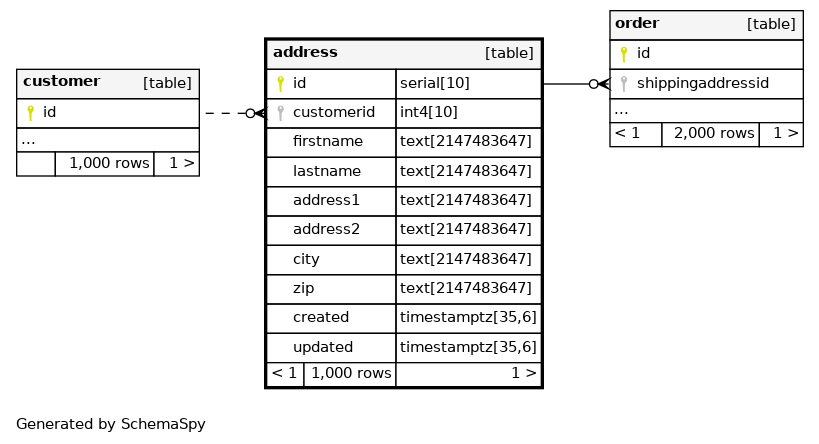 customer [table]
id
...
1,000 rows 1 >
address [table]
id serial[10]
customerid int4[10]
firstname text[2147483647]
lastname text[2147483647]
address1 text[2147483647]
address2 text[2147483647]
city text[2147483647]
zip text[2147483647]
created timestamptz[35,6]
updated timestamptz[35,6]
< 1 1,000 rows 1 >
order [table]
id
shippingaddressid
...
< 1 2,000 rows 1 >
Generated by SchemaSpy